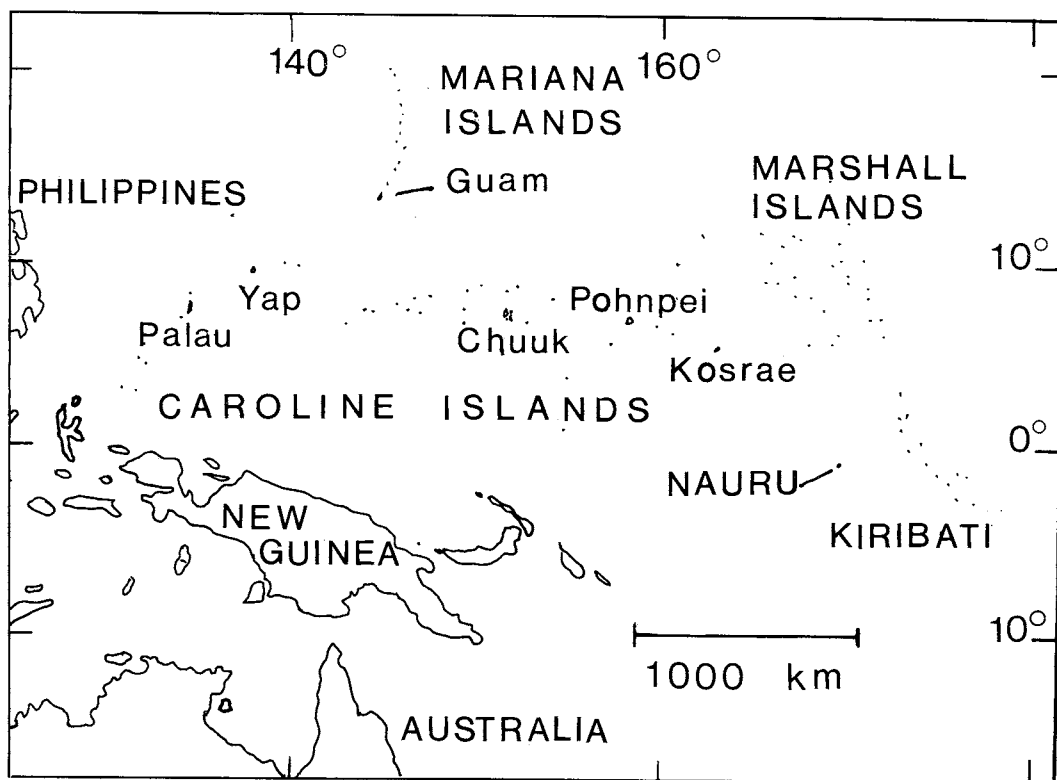 140°
160°
MARIANA
ISLANDS
Guam
PHILIPPINES
MARSHALL
ISLANDS
10°
Yap
Palau
Pohnpei
Chuuk
Kosrae
CAROLINE ISLANDS
0°
NAURU
NEW
GUINEA
KIRIBATI
10°
1000 km
AUSTRALIA